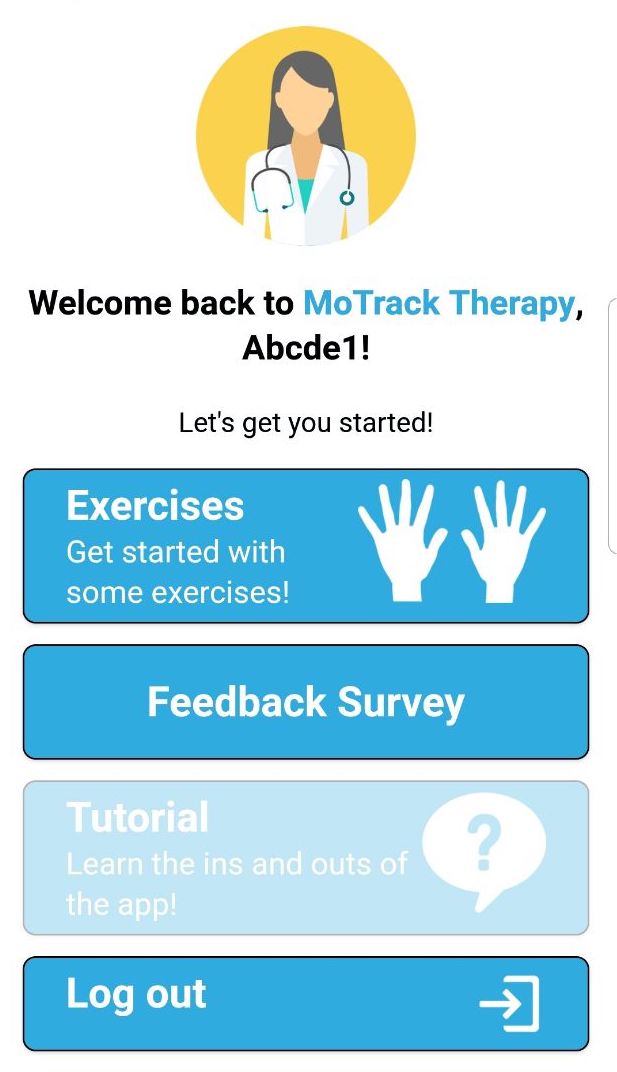 Welcome back to MoTrack Therapy,
Abcde1!
Let's get you started!
Exercises
Get started with
some exercises!
Feedback Survey
Tutorial
Learn the ins and outs of
the app!
?
Log out